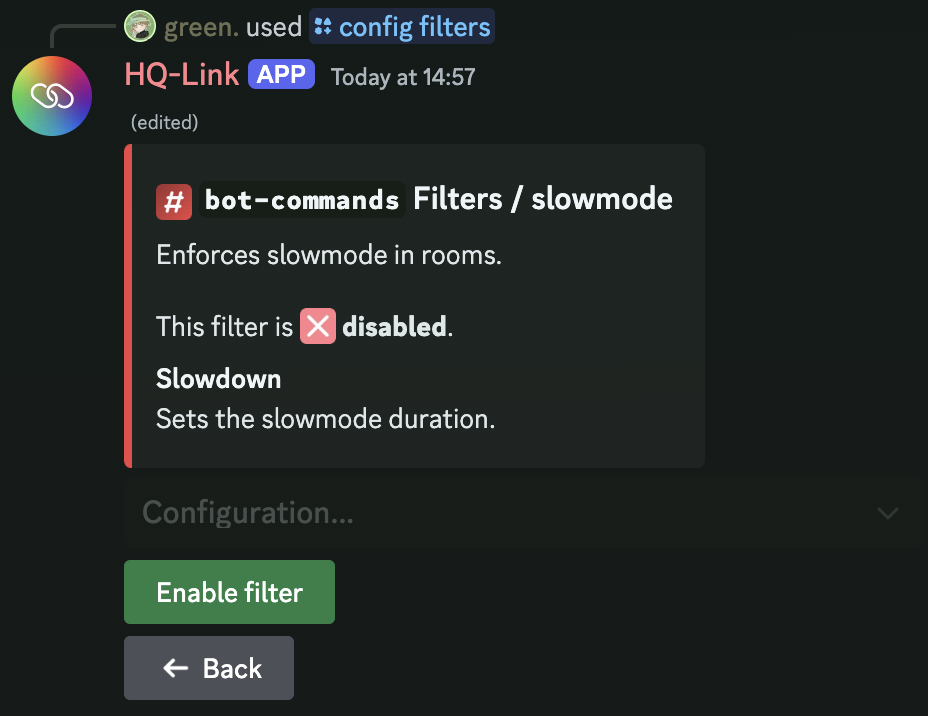 green. used config filters
HQ-Link APP Today at 14:57
(edited)
# bot-commands Filters / slowmode
Enforces slowmode in rooms.
This filter is ❌ disabled.
Slowdown
Sets the slowmode duration.
Configuration...
Enable filter
← Back